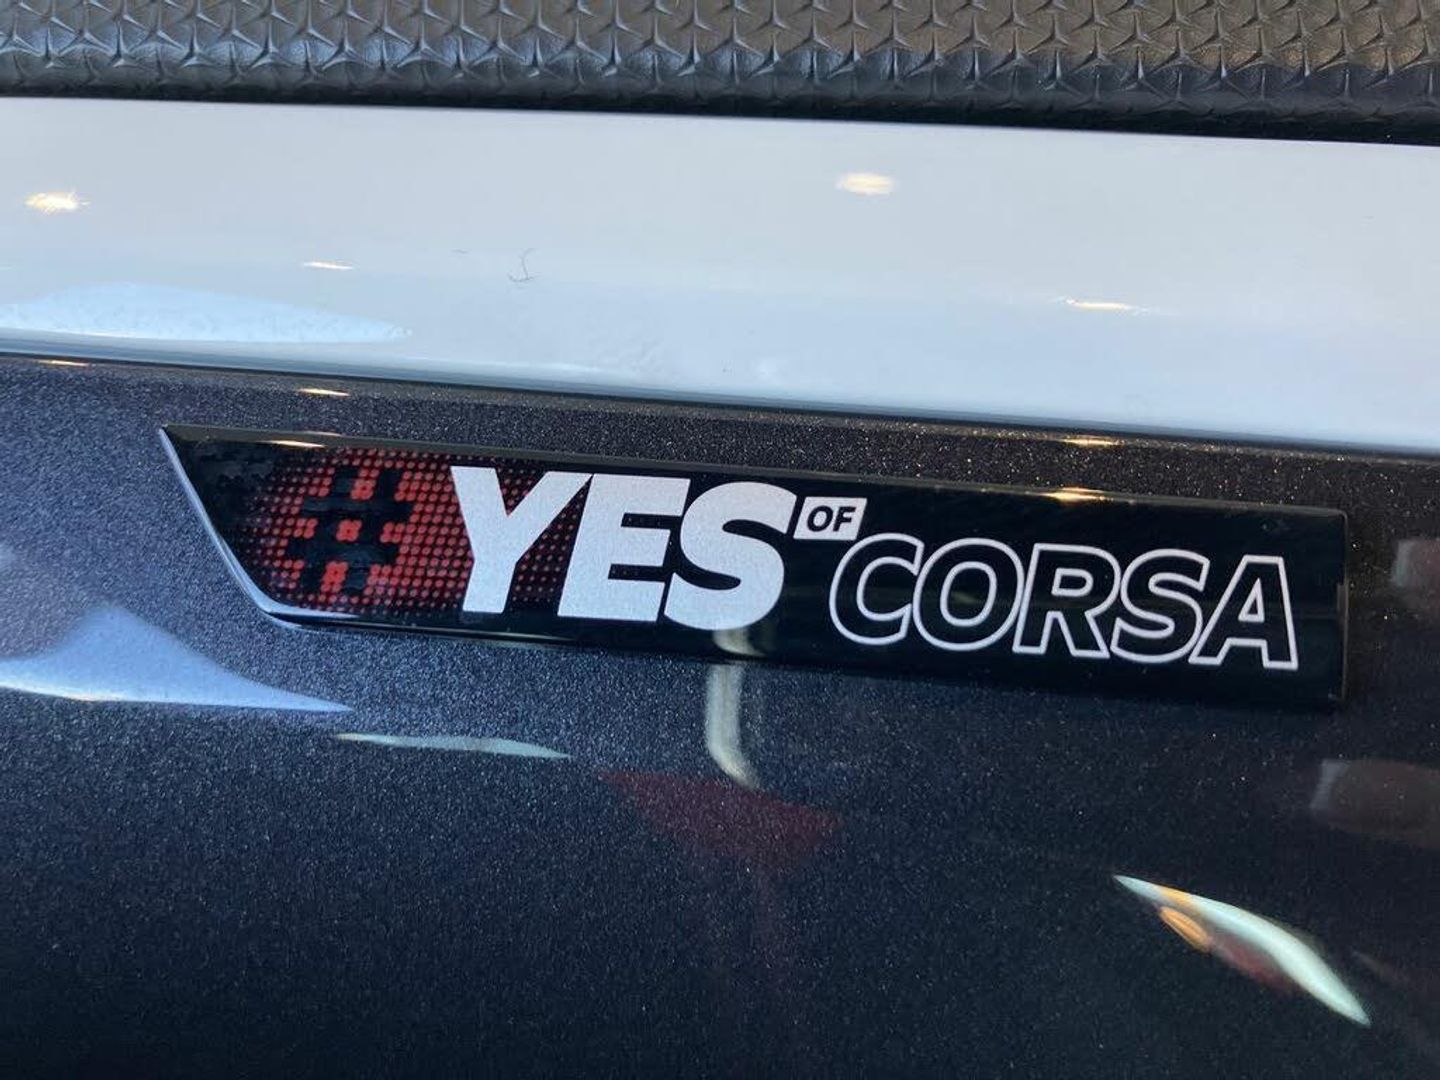 #YES OF CORSA